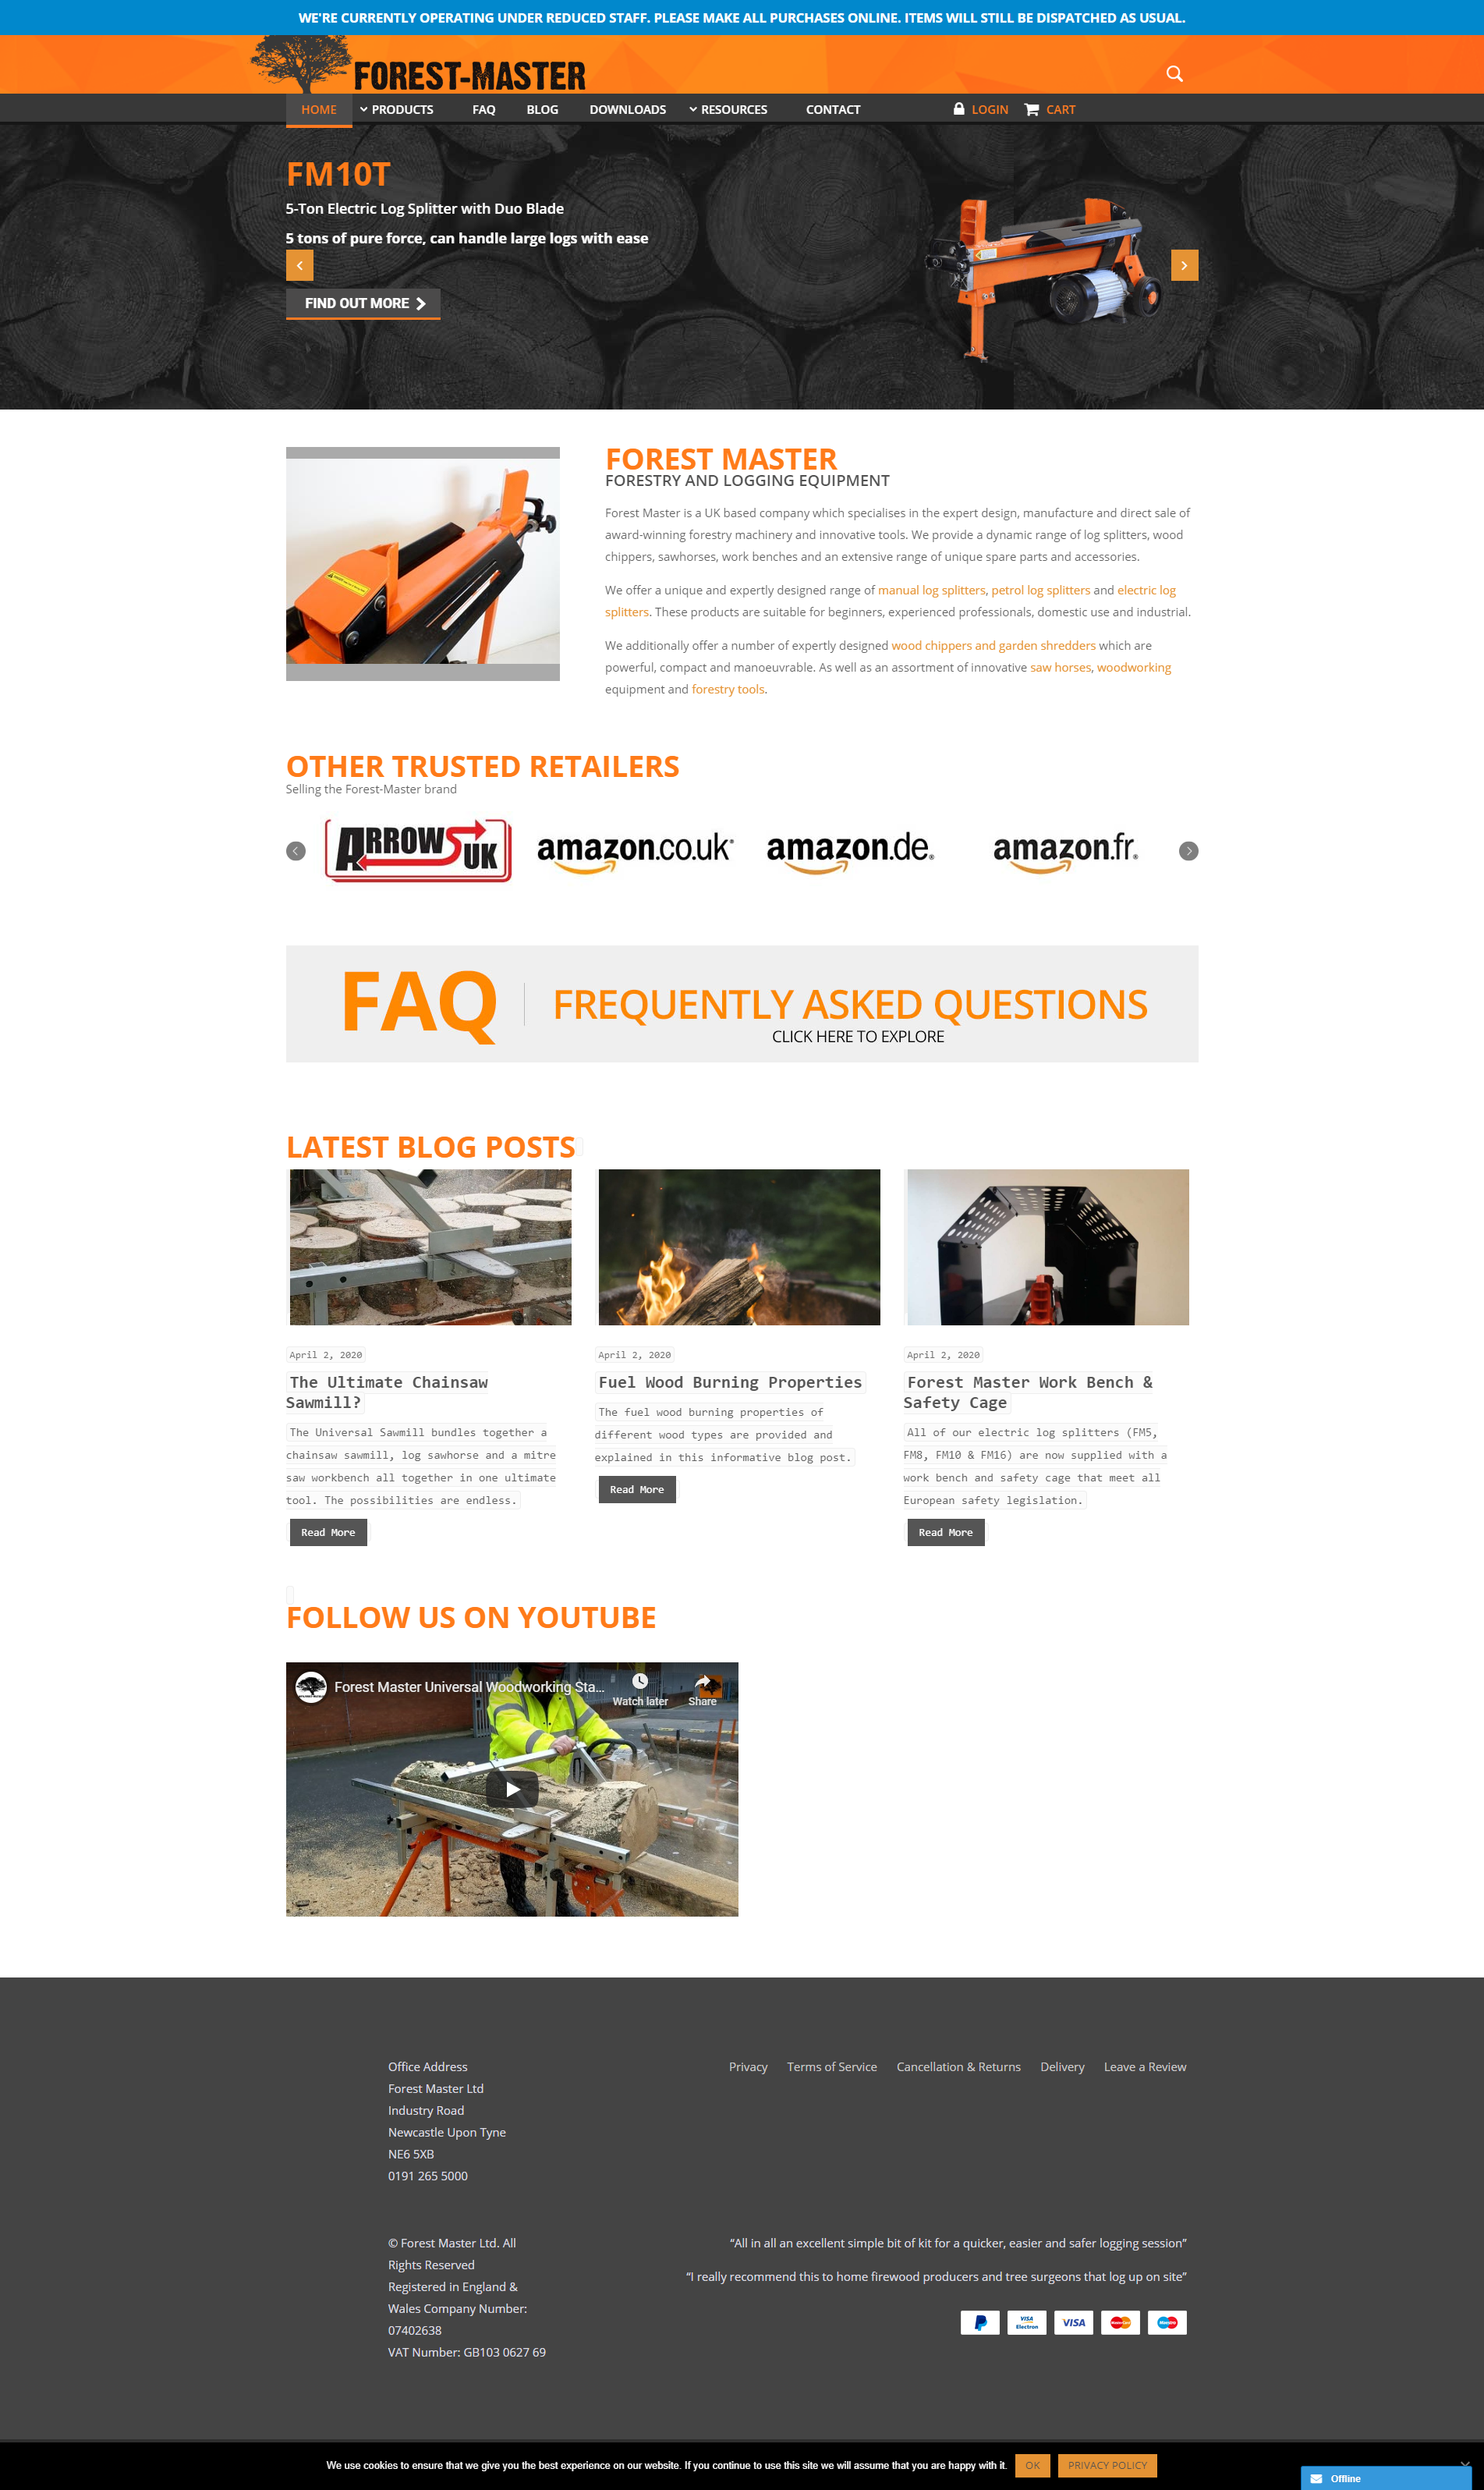 WE'RE CURRENTLY OPERATING UNDER REDUCED STAFF. PLEASE MAKE ALL PURCHASES ONLINE. ITEMS WILL STILL BE DISPATCHED AS USUAL.
FOREST-MASTER
HOME PRODUCTS FAQ BLOG DOWNLOADS RESOURCES CONTACT LOGIN CART
FM10T
5-Ton Electric Log Splitter with Duo Blade
5 tons of pure force, can handle large logs with ease
FIND OUT MORE
FOREST MASTER
FORESTRY AND LOGGING EQUIPMENT
Forest Master is a UK based company which specialises in the expert design, manufacture and direct sale of
award-winning forestry machinery and innovative tools. We provide a dynamic range of log splitters, wood
chippers, sawhorses, work benches and an extensive range of unique spare parts and accessories.
We offer a unique and expertly designed range of manual log splitters, petrol log splitters and electric log
splitters. These products are suitable for beginners, experienced professionals, domestic use and industrial.
We additionally offer a number of expertly designed wood chippers and garden shredders which are
powerful, compact and manoeuvrable. As well as an assortment of innovative saw horses, woodworking
equipment and forestry tools.
OTHER TRUSTED RETAILERS
Selling the Forest-Master brand
ARROWS UK amazon.co.uk® amazon.de® amazon.fr®
FAQ
FREQUENTLY ASKED QUESTIONS
CLICK HERE TO EXPLORE
LATEST BLOG POSTS
April 2, 2020
The Ultimate Chainsaw
Sawmill?
The Universal Sawmill bundles together a
chainsaw sawmill, log sawhorse and a mitre
saw workbench all together in one ultimate
tool. The possibilities are endless.
Read More
April 2, 2020
Fuel Wood Burning Properties
The fuel wood burning properties of
different wood types are provided and
explained in this informative blog post.
Read More
April 2, 2020
Forest Master Work Bench &
Safety Cage
All of our electric log splitters (FM5,
FM8, FM10 & FM16) are now supplied with a
work bench and safety cage that meet all
European safety legislation.
Read More
FOLLOW US ON YOUTUBE
Forest Master Universal Woodworking Sta...
Watch later
Share
Office Address
Forest Master Ltd
Industry Road
Newcastle Upon Tyne
NE6 5XB
0191 265 5000
Privacy Terms of Service Cancellation & Returns Delivery Leave a Review
© Forest Master Ltd. All
Rights Reserved
Registered in England &
Wales Company Number:
07402638
VAT Number: GB103 0627 69
“All in all an excellent simple bit of kit for a quicker, easier and safer logging session”
“I really recommend this to home firewood producers and tree surgeons that log up on site”
VISA Electron VISA MasterCard Maestro
We use cookies to ensure that we give you the best experience on our website. If you continue to use this site we will assume that you are happy with it. OK PRIVACY POLICY
Offline